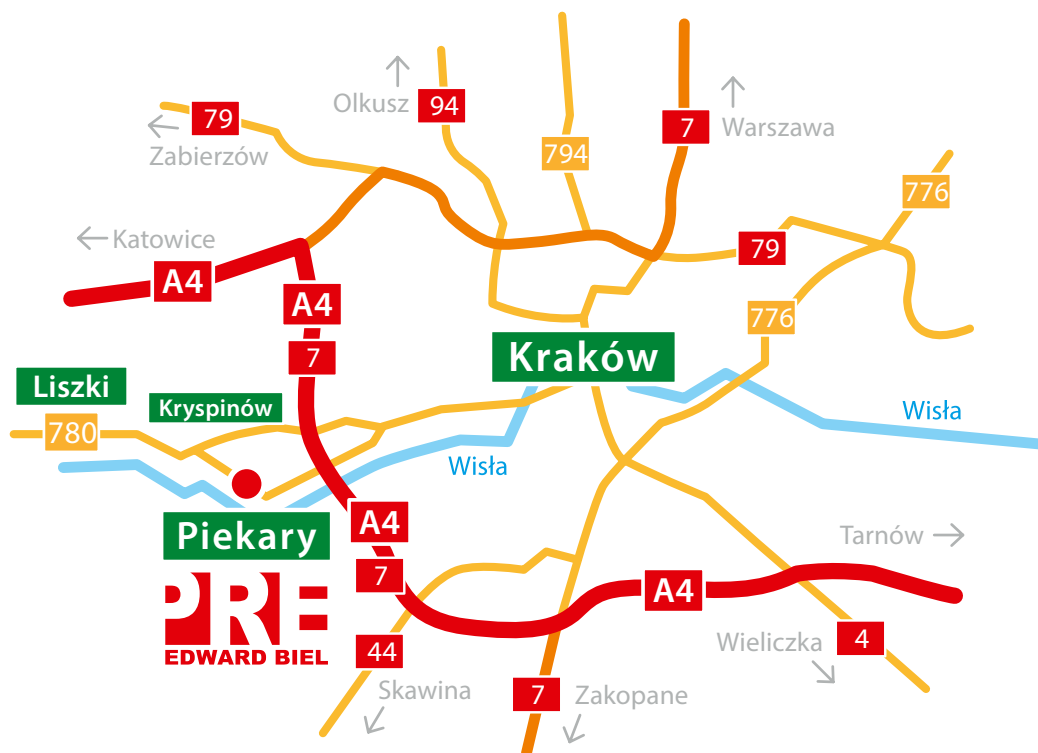 94
79
Olkusz
7
Warszawa
Zabierzów
794
776
Katowice
79
A4
A4
776
7
Kraków
Liszki
Kryspinów
Wisła
780
Wisła
A4
Piekary
Tarnów
7
A4
PRE
EDWARD BIEL
44
Wieliczka
4
Skawina
7
Zakopane